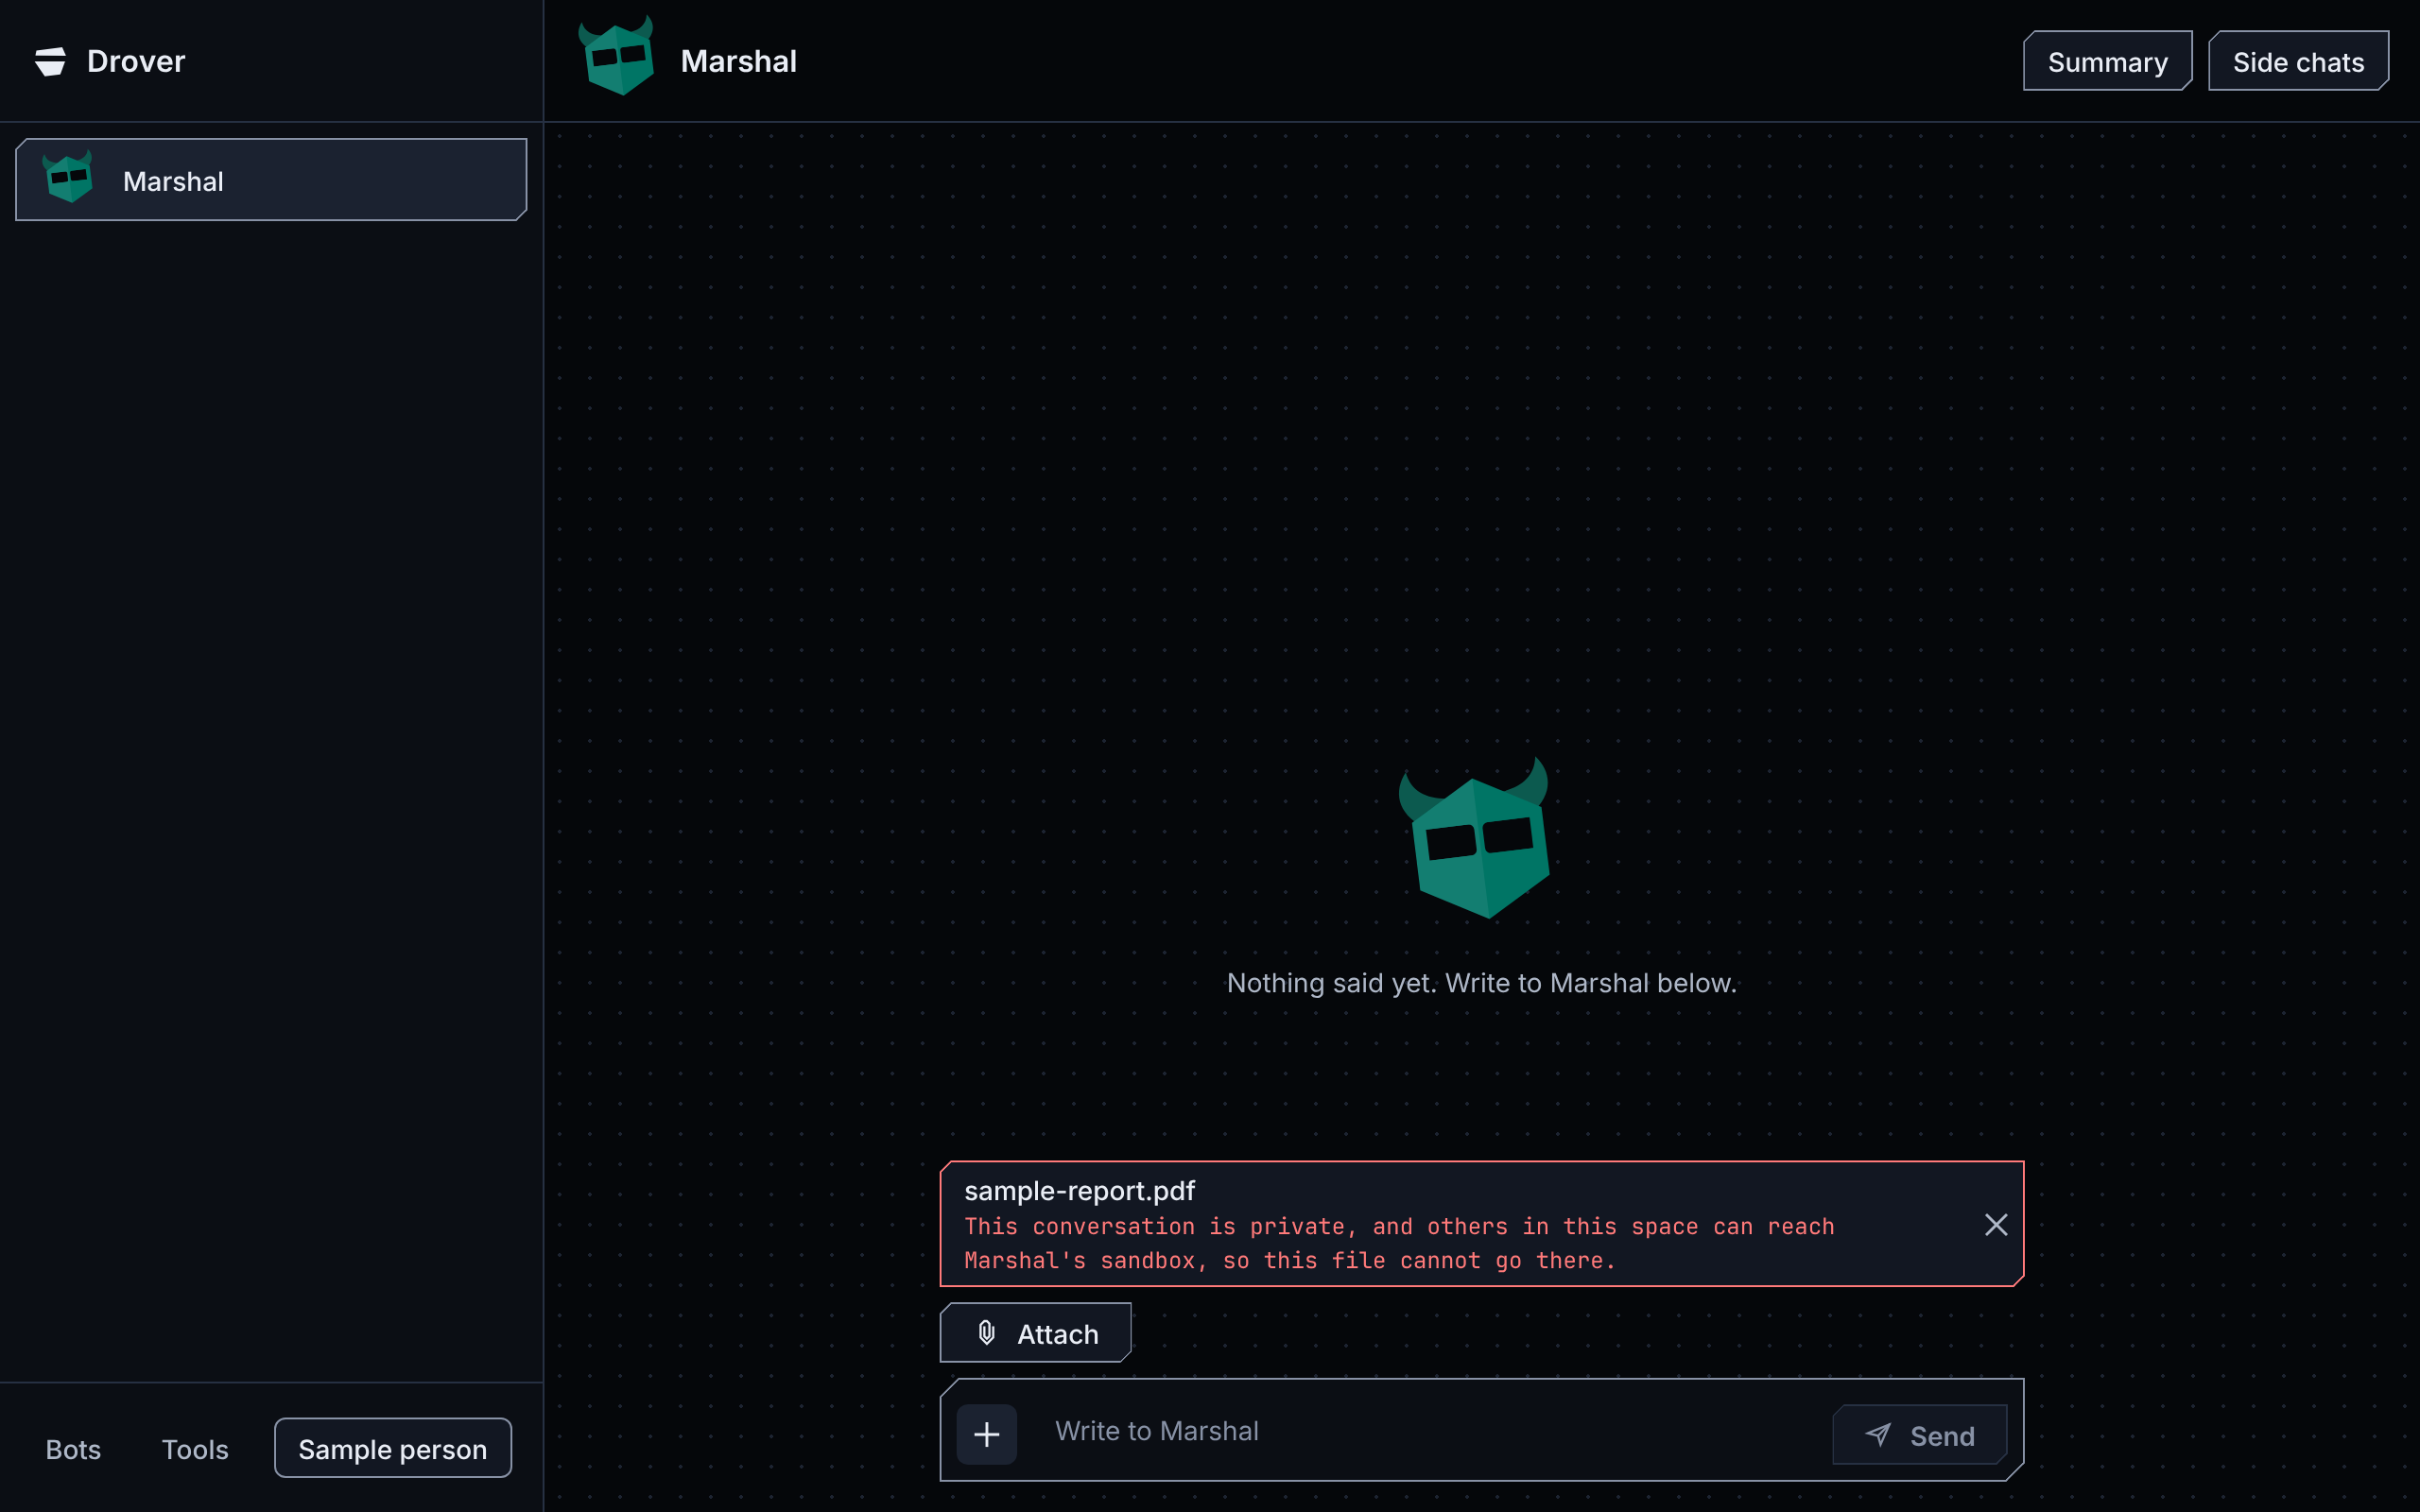 Drover
Marshal
Summary
Side chats
Marshal
Nothing said yet. Write to Marshal below.
sample-report.pdf
This conversation is private, and others in this space can reach
Marshal's sandbox, so this file cannot go there.
Attach
Write to Marshal
Send
Bots
Tools
Sample person